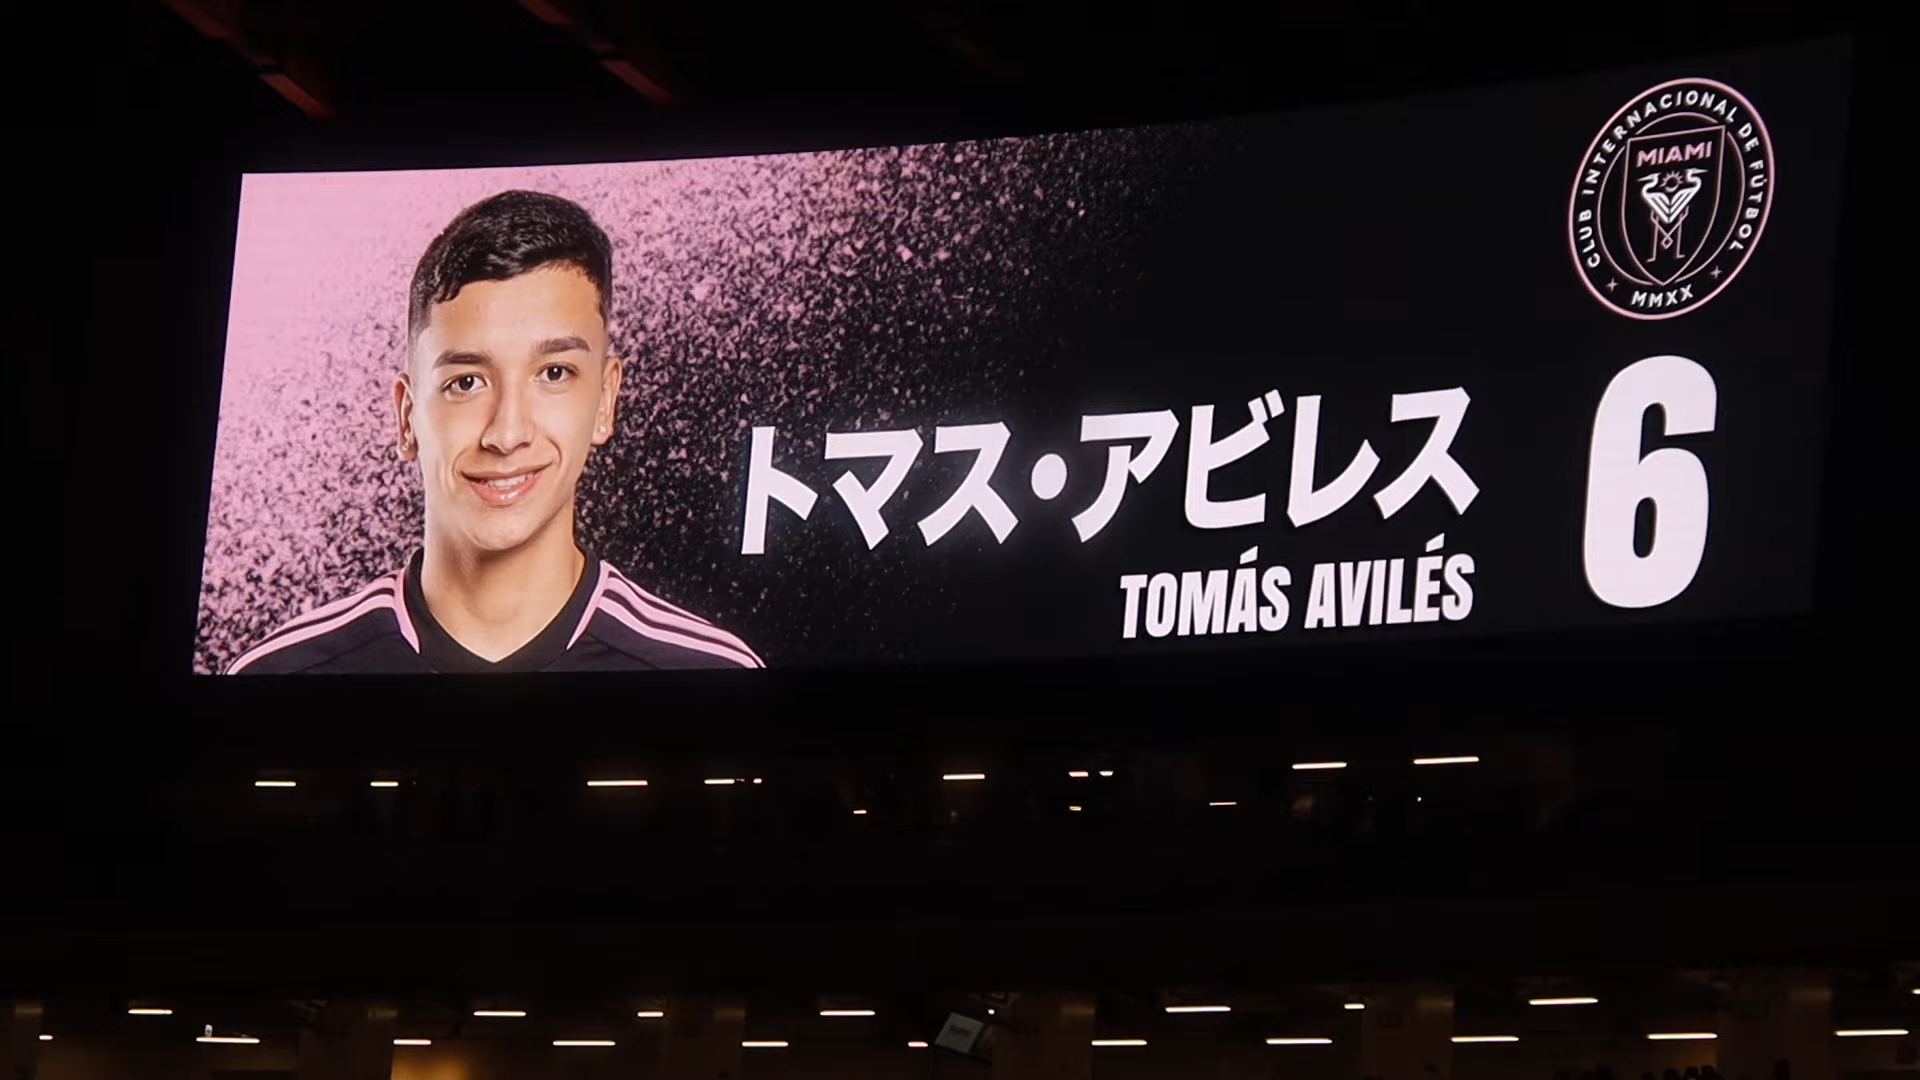 CLUB INTERNACIONAL DE FÚTBOL
MIAMI
MMXX
トマス・アビレス
6
TOMÁS AVILÉS